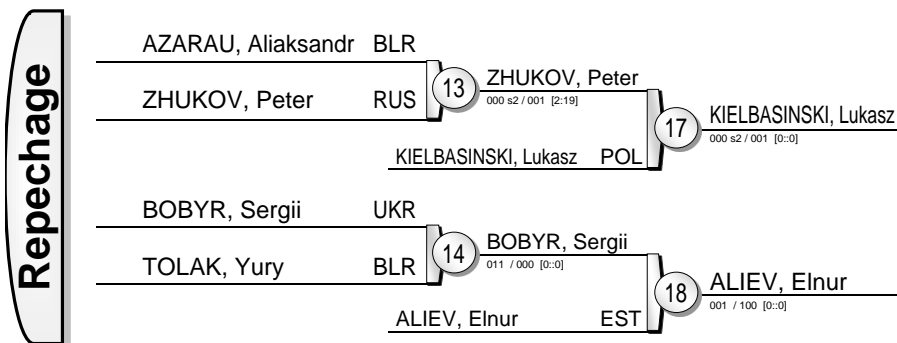 Repechage
AZARAU, Aliaksandr BLR
ZHUKOV, Peter RUS
13
ZHUKOV, Peter
000 s2 / 001 [2:19]
KIELBASINSKI, Lukasz POL
17
KIELBASINSKI, Lukasz
000 s2 / 001 [0::0]
BOBYR, Sergii UKR
TOLAK, Yury BLR
14
BOBYR, Sergii
011 / 000 [0::0]
ALIEV, Elnur EST
18
ALIEV, Elnur
001 / 100 [0::0]